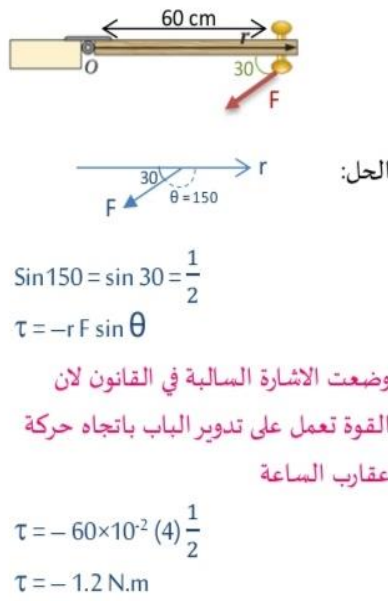 60 cm
r
O
30
F
الحل:
r
30
θ = 150
F
Sin150 = sin 30 = 1/2
τ = –r F sin θ
وضعت الاشارة السالبة في القانون لان
القوة تعمل على تدوير الباب باتجاه حركة
عقارب الساعة
τ = – 60×10⁻² (4) 1/2
τ = – 1.2 N.m